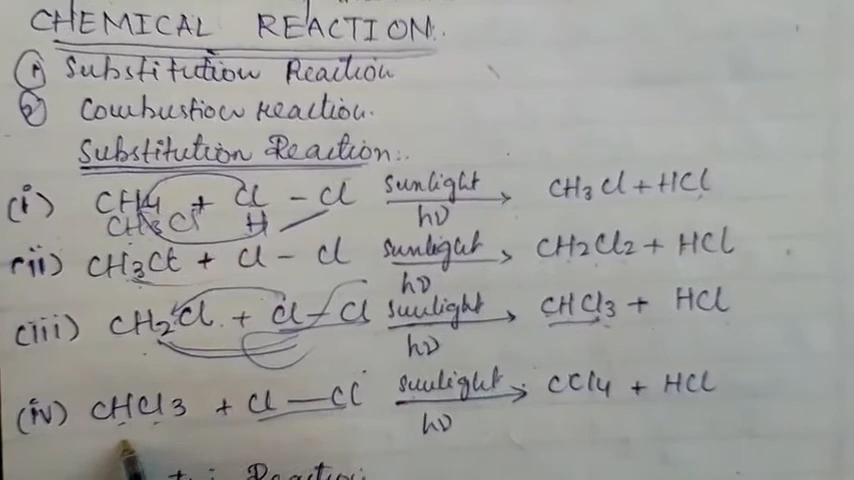 CHEMICAL REACTION.
① Substitution Reaction
② Combustion reaction.
Substitution Reaction:.
(i) CH4 + Cl - Cl sunlight hν → CH3Cl + HCl
CH3Cl H
(ii) CH3Cl + Cl - Cl sunlight hν → CH2Cl2 + HCl
(iii) CH2Cl + Cl - Cl sunlight hν → CHCl3 + HCl
(iv) CHCl3 + Cl — Cl sunlight hν → CCl4 + HCl
Reaction